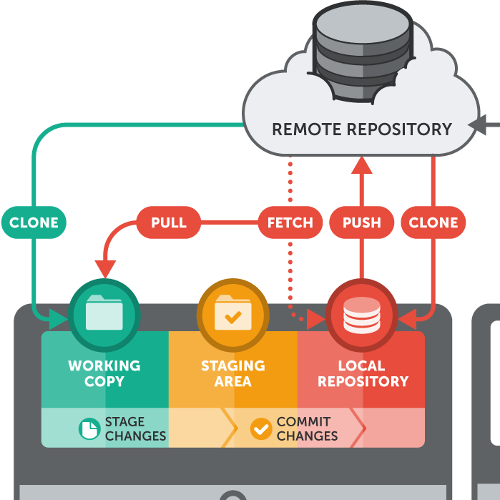 REMOTE REPOSITORY
CLONE
PULL
FETCH
PUSH
CLONE
WORKING
COPY
STAGING
AREA
LOCAL
REPOSITORY
STAGE
CHANGES
COMMIT
CHANGES